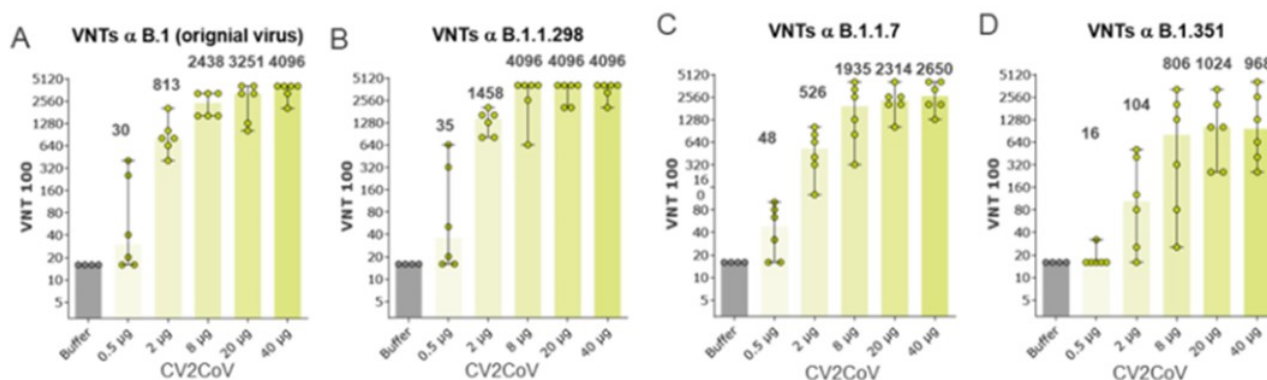 A
VNTs α B.1 (orignial virus)
30
813
2438
3251
4096
VNT 100
5120
2560
1280
640
320
160
80
40
20
10
5
Buffer
0.5 µg
2 µg
8 µg
20 µg
40 µg
CV2CoV
B
VNTs α B.1.1.298
35
1458
4096
4096
4096
VNT 100
5120
2560
1280
640
320
160
80
40
20
10
5
Buffer
0.5 µg
2 µg
8 µg
20 µg
40 µg
CV2CoV
C
VNTs α B.1.1.7
48
526
1935
2314
2650
VNT 100
5120
2560
1280
640
320
16
0
80
40
20
10
5
Buffer
0.5 µg
2 µg
8 µg
20 µg
40 µg
CV2CoV
D
VNTs α B.1.351
16
104
806
1024
968
VNT 100
5120
2560
1280
640
320
160
80
40
20
10
5
Buffer
0.5 µg
2 µg
8 µg
20 µg
40 µg
CV2CoV